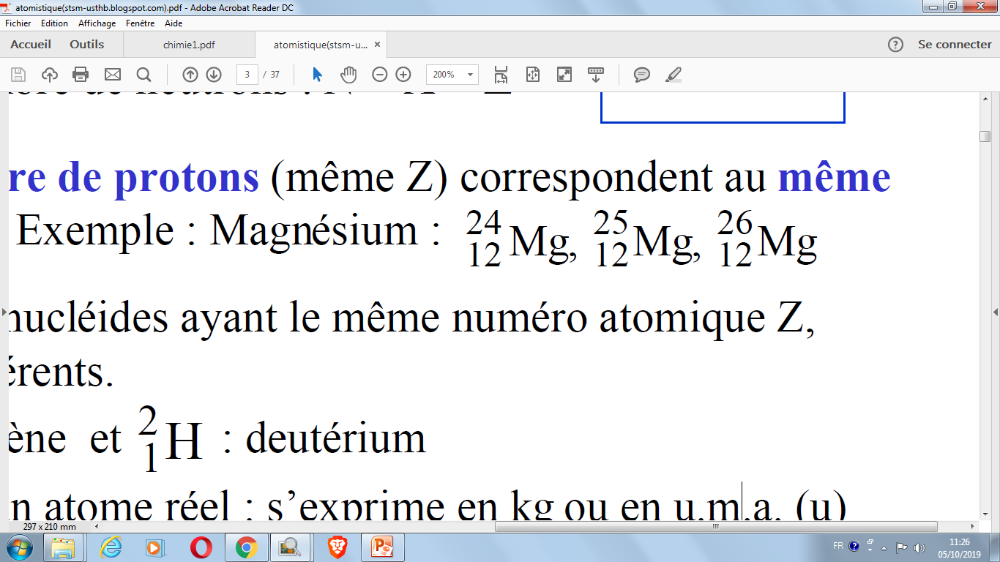 atomistique(stsm-usthb.blogspot.com).pdf - Adobe Acrobat Reader DC
Fichier Edition Affichage Fenêtre Aide
Accueil Outils chimie1.pdf atomistique(stsm-u... × ? Se connecter
3 / 37 200%
re de protons (même Z) correspondent au même
Exemple : Magnésium : 24 12 Mg, 25 12 Mg, 26 12 Mg
nucléides ayant le même numéro atomique Z,
érents.
ène et 2 1 H : deutérium
n atome réel : s’exprime en kg ou en u.m.a. (u)
297 x 210 mm
FR 11:26
05/10/2019